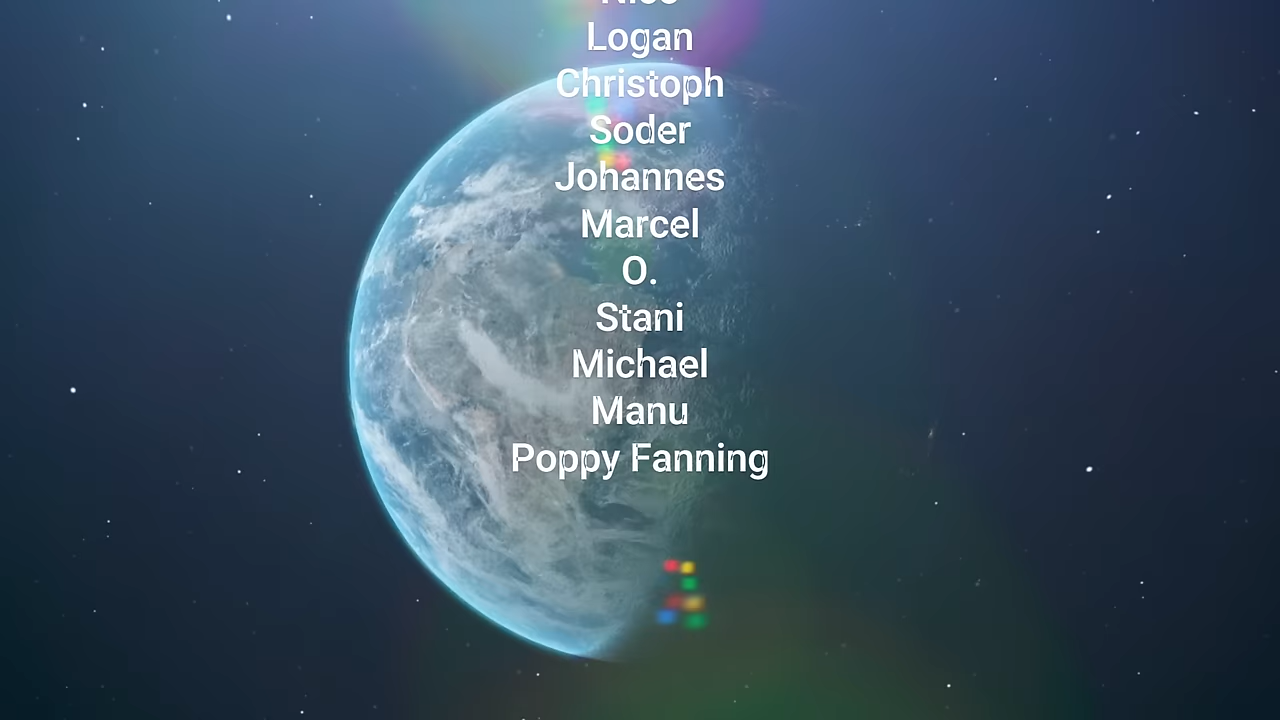 Logan
Christoph
Soder
Johannes
Marcel
O.
Stani
Michael
Manu
Poppy Fanning